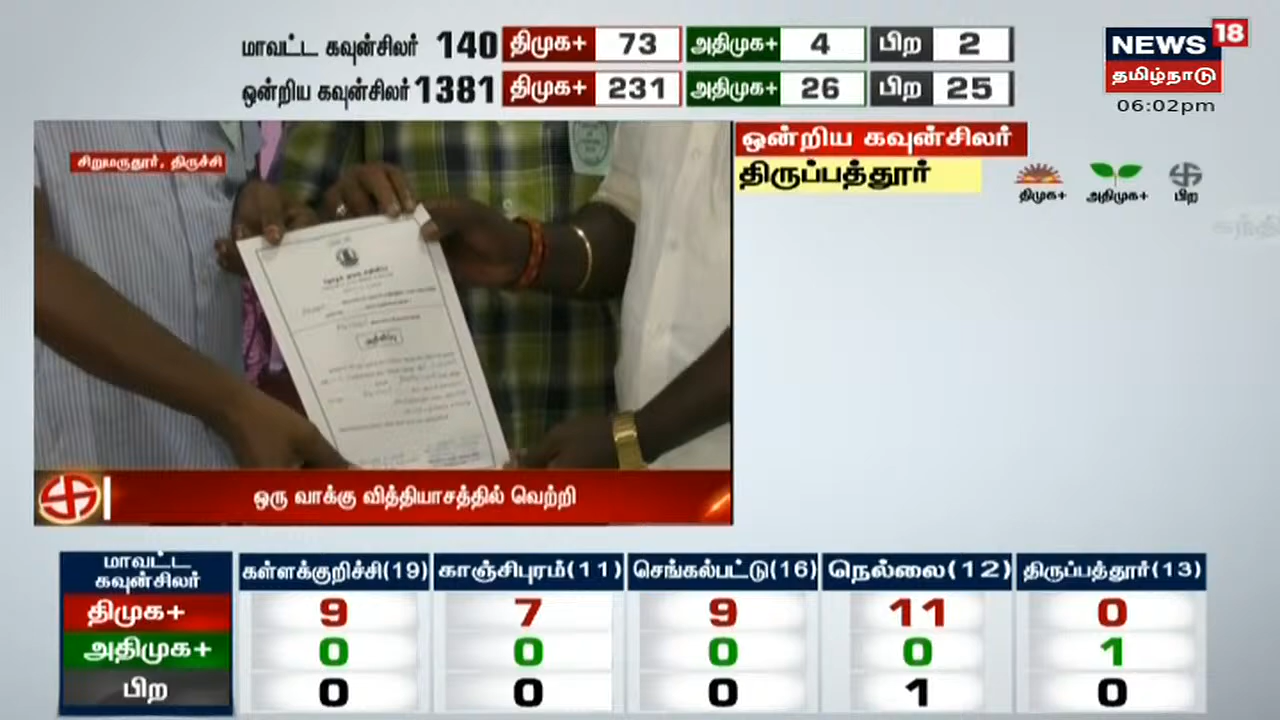 மாவட்ட கவுன்சிலர் 140 திமுக+ 73 அதிமுக+ 4 பிற 2
ஒன்றிய கவுன்சிலர் 1381 திமுக+ 231 அதிமுக+ 26 பிற 25
NEWS 18
தமிழ்நாடு
06:02pm
சிறுமருதூர், திருச்சி
அறிவிப்பு
ஒரு வாக்கு வித்தியாசத்தில் வெற்றி
ஒன்றிய கவுன்சிலர்
திருப்பத்தூர்
திமுக+ அதிமுக+ பிற
மாவட்ட கவுன்சிலர் கள்ளக்குறிச்சி(19) காஞ்சிபுரம்(11) செங்கல்பட்டு(16) நெல்லை(12) திருப்பத்தூர்(13)
திமுக+ 9 7 9 11 0
அதிமுக+ 0 0 0 0 1
பிற 0 0 0 1 0